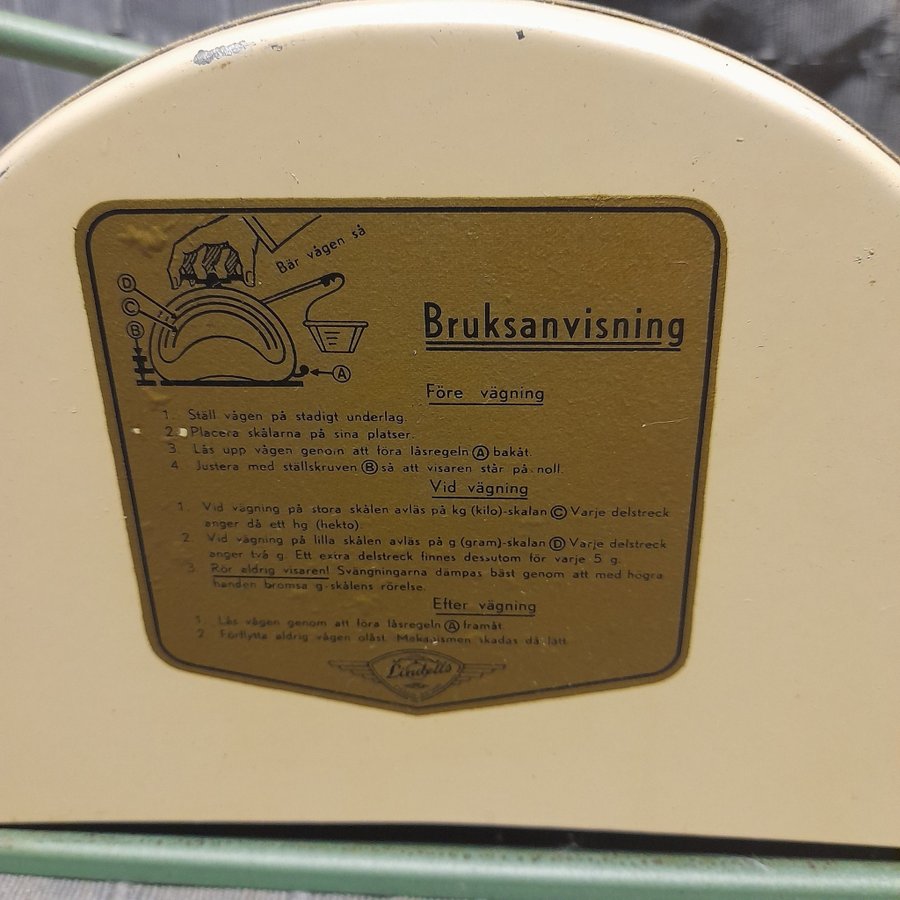 Bär vågen så
D
C
B
A
Bruksanvisning
Före vägning
1. Ställ vågen på stadigt underlag.
2. Placera skålarna på sina platser.
3. Lås upp vågen genom att föra låsregeln A bakåt.
4. Justera med ställskruven B så att visaren står på noll.
Vid vägning
1. Vid vägning på stora skålen avläs på kg (kilo)-skalan C Varje delstreck
anger då ett hg (hekto).
2. Vid vägning på lilla skålen avläs på g (gram)-skalan D Varje delstreck
anger två g. Ett extra delstreck finnes dessutom för varje 5 g.
3. Rör aldrig visaren! Svängningarna dämpas bäst genom att med högra
handen bromsa g-skålens rörelse.
Efter vägning
1. Lås vågen genom att föra låsregeln A framåt.
2. Förflytta aldrig vågen olåst. Mekanismen skadas då lätt.
Lindells